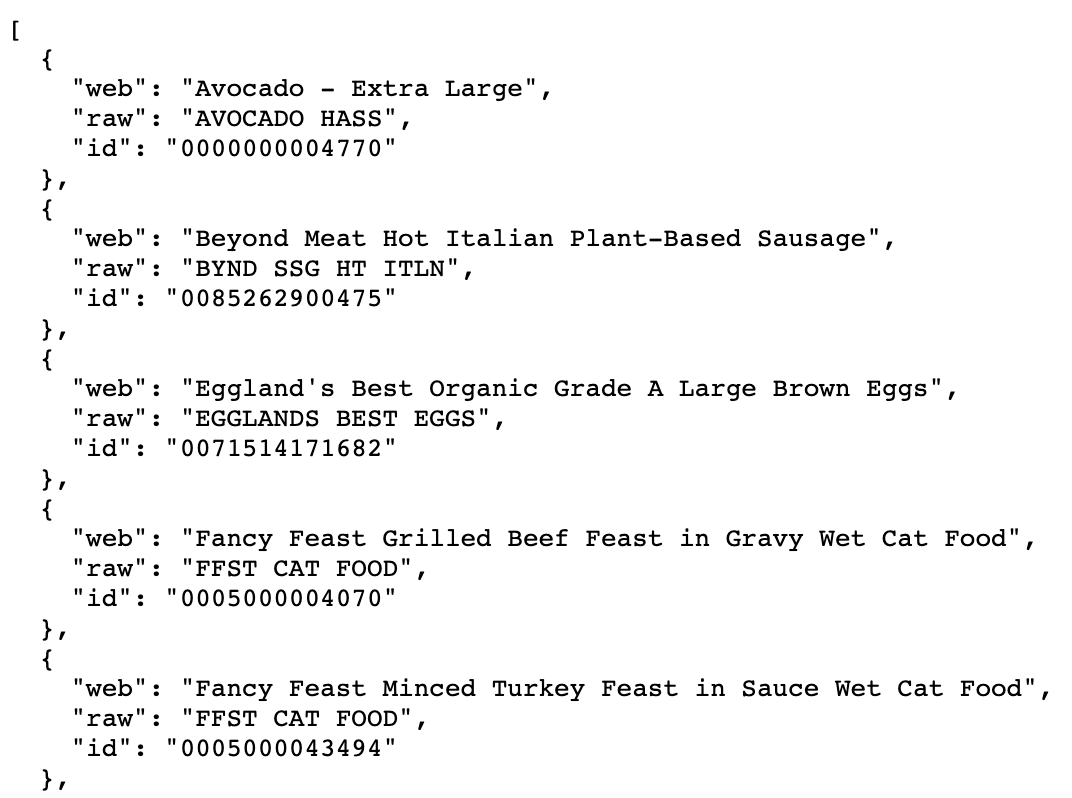 [
  {
    "web": "Avocado - Extra Large",
    "raw": "AVOCADO HASS",
    "id": "0000000004770"
  },
  {
    "web": "Beyond Meat Hot Italian Plant-Based Sausage",
    "raw": "BYND SSG HT ITLN",
    "id": "0085262900475"
  },
  {
    "web": "Eggland's Best Organic Grade A Large Brown Eggs",
    "raw": "EGGLANDS BEST EGGS",
    "id": "0071514171682"
  },
  {
    "web": "Fancy Feast Grilled Beef Feast in Gravy Wet Cat Food",
    "raw": "FFST CAT FOOD",
    "id": "0005000004070"
  },
  {
    "web": "Fancy Feast Minced Turkey Feast in Sauce Wet Cat Food",
    "raw": "FFST CAT FOOD",
    "id": "0005000043494"
  },